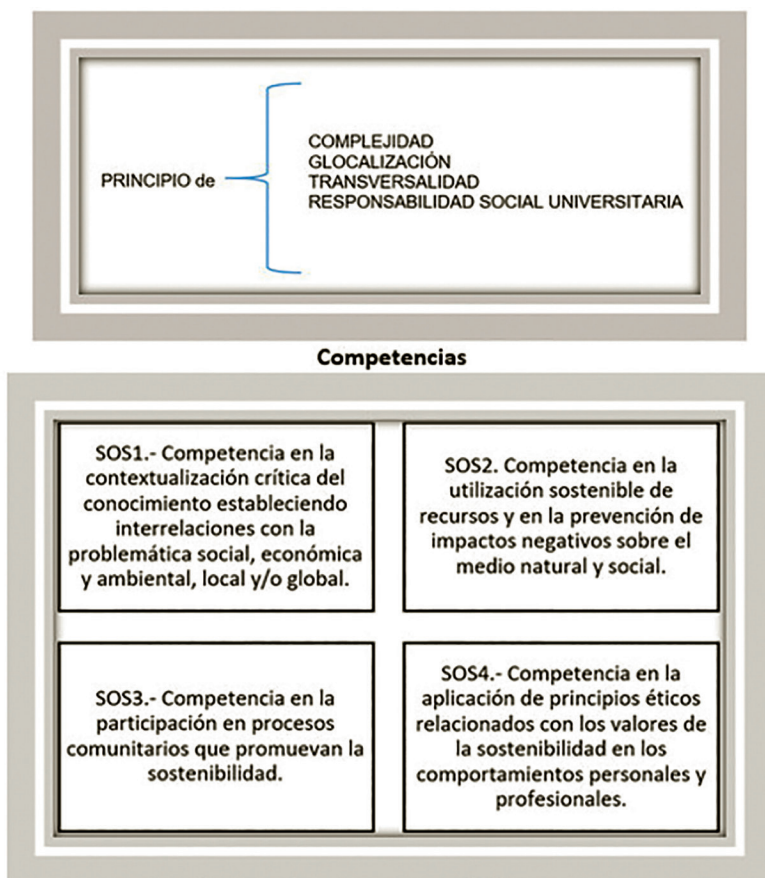 PRINCIPIO de
COMPLEJIDAD
GLOCALIZACIÓN
TRANSVERSALIDAD
RESPONSABILIDAD SOCIAL UNIVERSITARIA
Competencias
SOS1.- Competencia en la
contextualización crítica del
conocimiento estableciendo
interrelaciones con la
problemática social, económica
y ambiental, local y/o global.
SOS2. Competencia en la
utilización sostenible de
recursos y en la prevención de
impactos negativos sobre el
medio natural y social.
SOS3.- Competencia en la
participación en procesos
comunitarios que promuevan la
sostenibilidad.
SOS4.- Competencia en la
aplicación de principios éticos
relacionados con los valores de
la sostenibilidad en los
comportamientos personales y
profesionales.